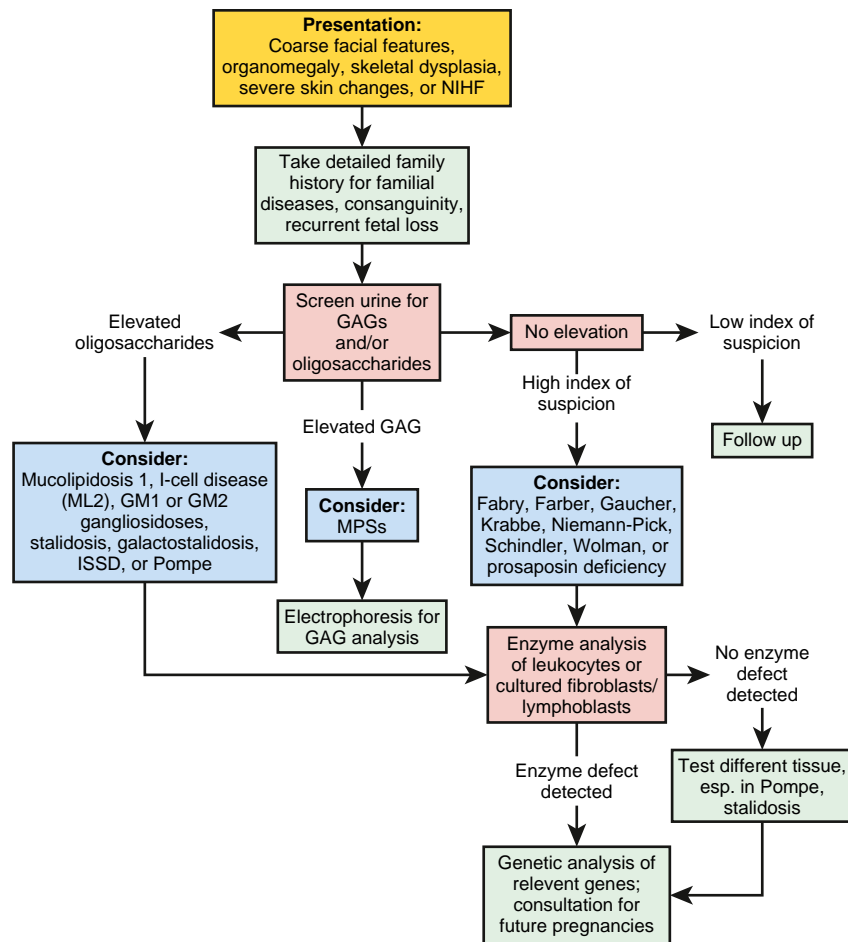 Presentation:
Coarse facial features,
organomegaly, skeletal dysplasia,
severe skin changes, or NIHF
Take detailed family
history for familial
diseases, consanguinity,
recurrent fetal loss
Screen urine for
GAGs
and/or
oligosaccharides
Elevated
oligosaccharides
No elevation
Low index of
suspicion
High index of
suspicion
Follow up
Elevated GAG
Consider:
Mucolipidosis 1, I-cell disease
(ML2), GM1 or GM2
gangliosidoses,
stalidosis, galactostalidosis,
ISSD, or Pompe
Consider:
MPSs
Consider:
Fabry, Farber, Gaucher,
Krabbe, Niemann-Pick,
Schindler, Wolman, or
prosaposin deficiency
Electrophoresis for
GAG analysis
Enzyme analysis
of leukocytes or
cultured fibroblasts/
lymphoblasts
No enzyme
defect
detected
Enzyme defect
detected
Test different tissue,
esp. in Pompe,
stalidosis
Genetic analysis of
relevent genes;
consultation for
future pregnancies